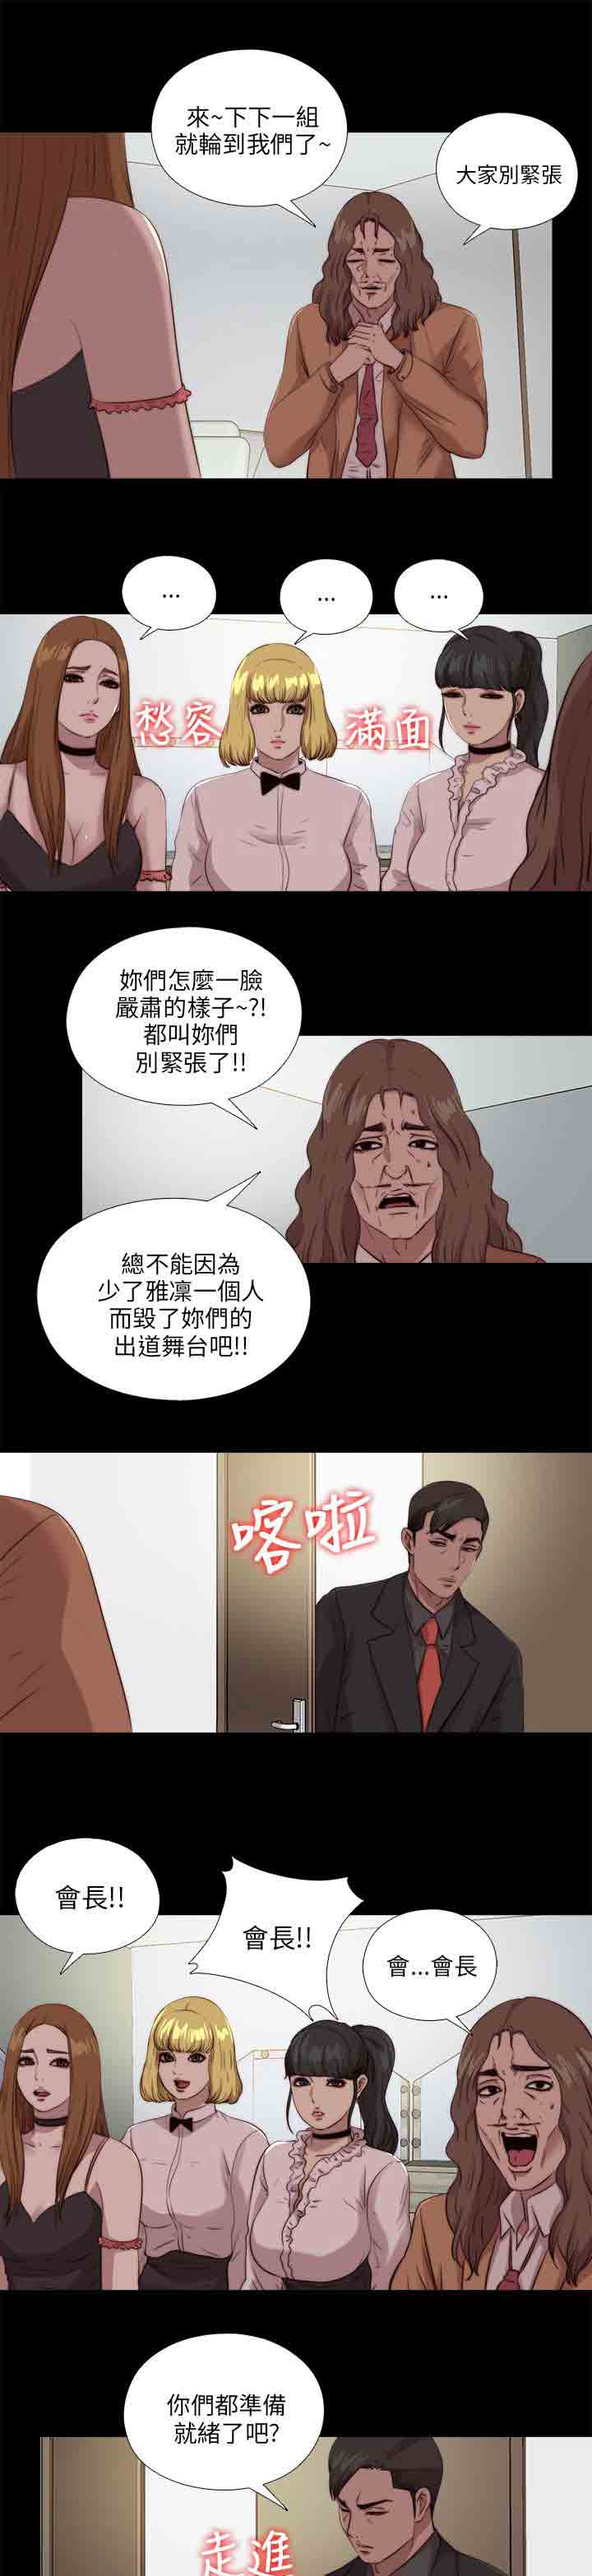 來~下下一組
就輪到我們了~
大家別緊張
...
...
...
愁容
滿面
妳們怎麼一臉
嚴肅的樣子~?!
都叫妳們
別緊張了!!
總不能因為
少了雅凜一個人
而毀了妳們的
出道舞台吧!!
喀啦
會長!!
會長!!
會...會長
你們都準備
就緒了吧?
走進